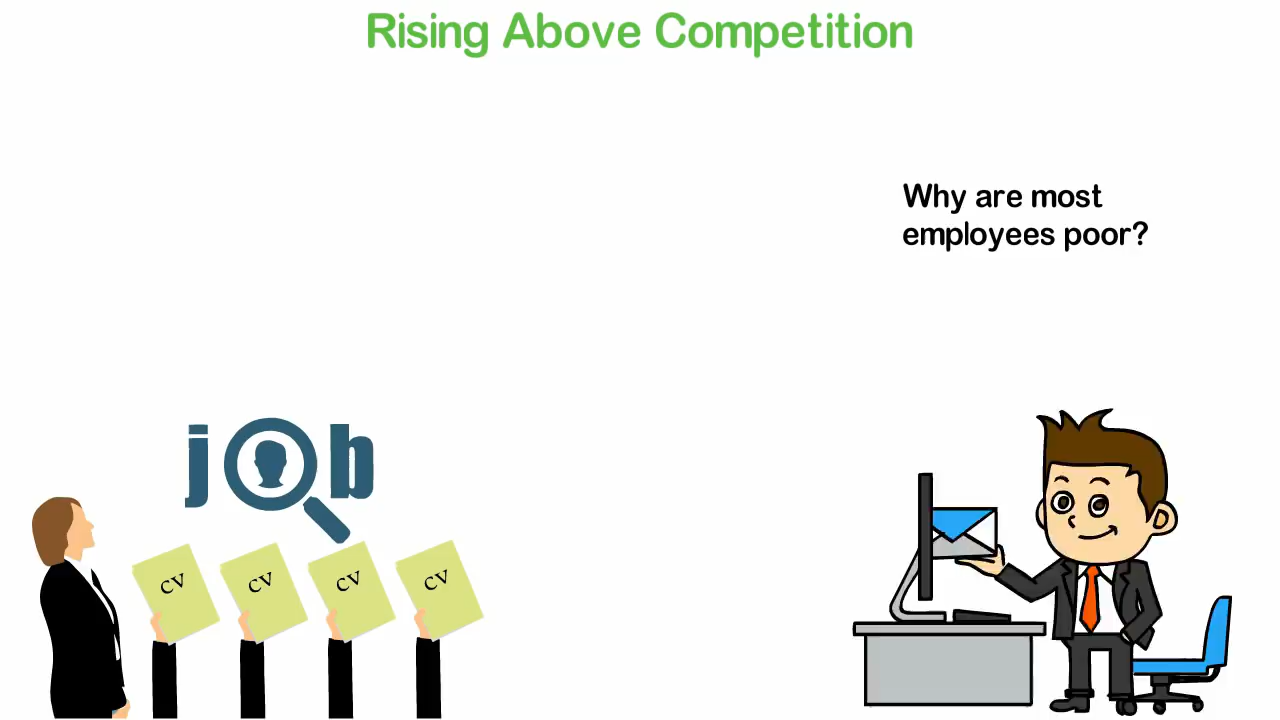 Rising Above Competition
Why are most
employees poor?
job
CV
CV
CV
CV